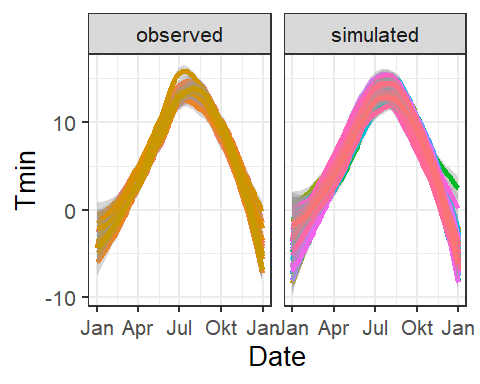 observed simulated
Tmin
10
0
-10
Jan Apr Jul Okt Jan Jan Apr Jul Okt Jan
Date